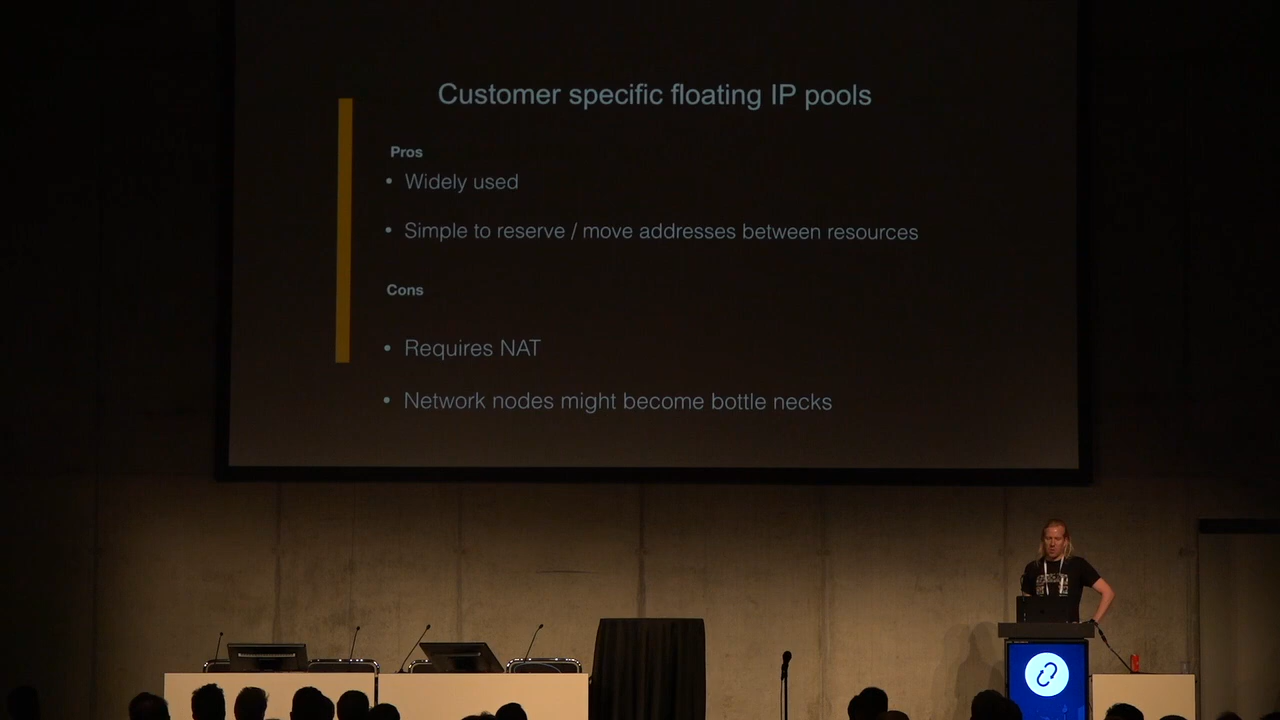 Customer specific floating IP pools
Pros
• Widely used
• Simple to reserve / move addresses between resources
Cons
• Requires NAT
• Network nodes might become bottle necks